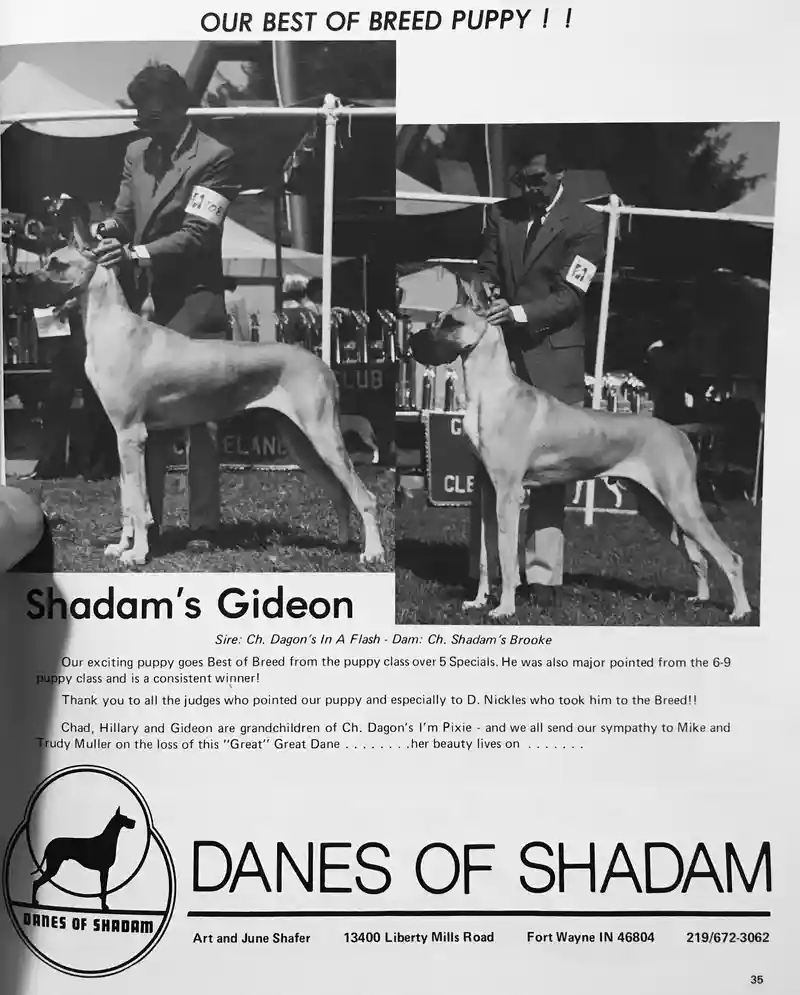 OUR BEST OF BREED PUPPY ! !
CLUB
CLE
ELAND
G
CLE
Shadam's Gideon
Sire: Ch. Dagon's In A Flash - Dam: Ch. Shadam's Brooke
Our exciting puppy goes Best of Breed from the puppy class over 5 Specials. He was also major pointed from the 6-9
puppy class and is a consistent winner!
Thank you to all the judges who pointed our puppy and especially to D. Nickles who took him to the Breed!!
Chad, Hillary and Gideon are grandchildren of Ch. Dagon's I'm Pixie - and we all send our sympathy to Mike and
Trudy Muller on the loss of this "Great" Great Dane . . . . . . . .her beauty lives on . . . . . . .
DANES OF SHADAM
DANES OF SHADAM
Art and June Shafer 13400 Liberty Mills Road Fort Wayne IN 46804 219/672-3062
35